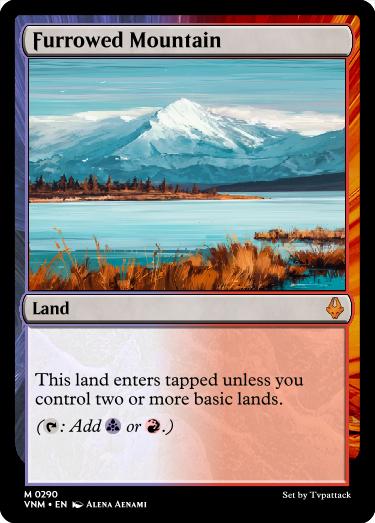 Furrowed Mountain
Land
This land enters tapped unless you
control two or more basic lands.
(: Add or .)
M 0290
VNM • EN Alena Aenami
Set by Tvpattack